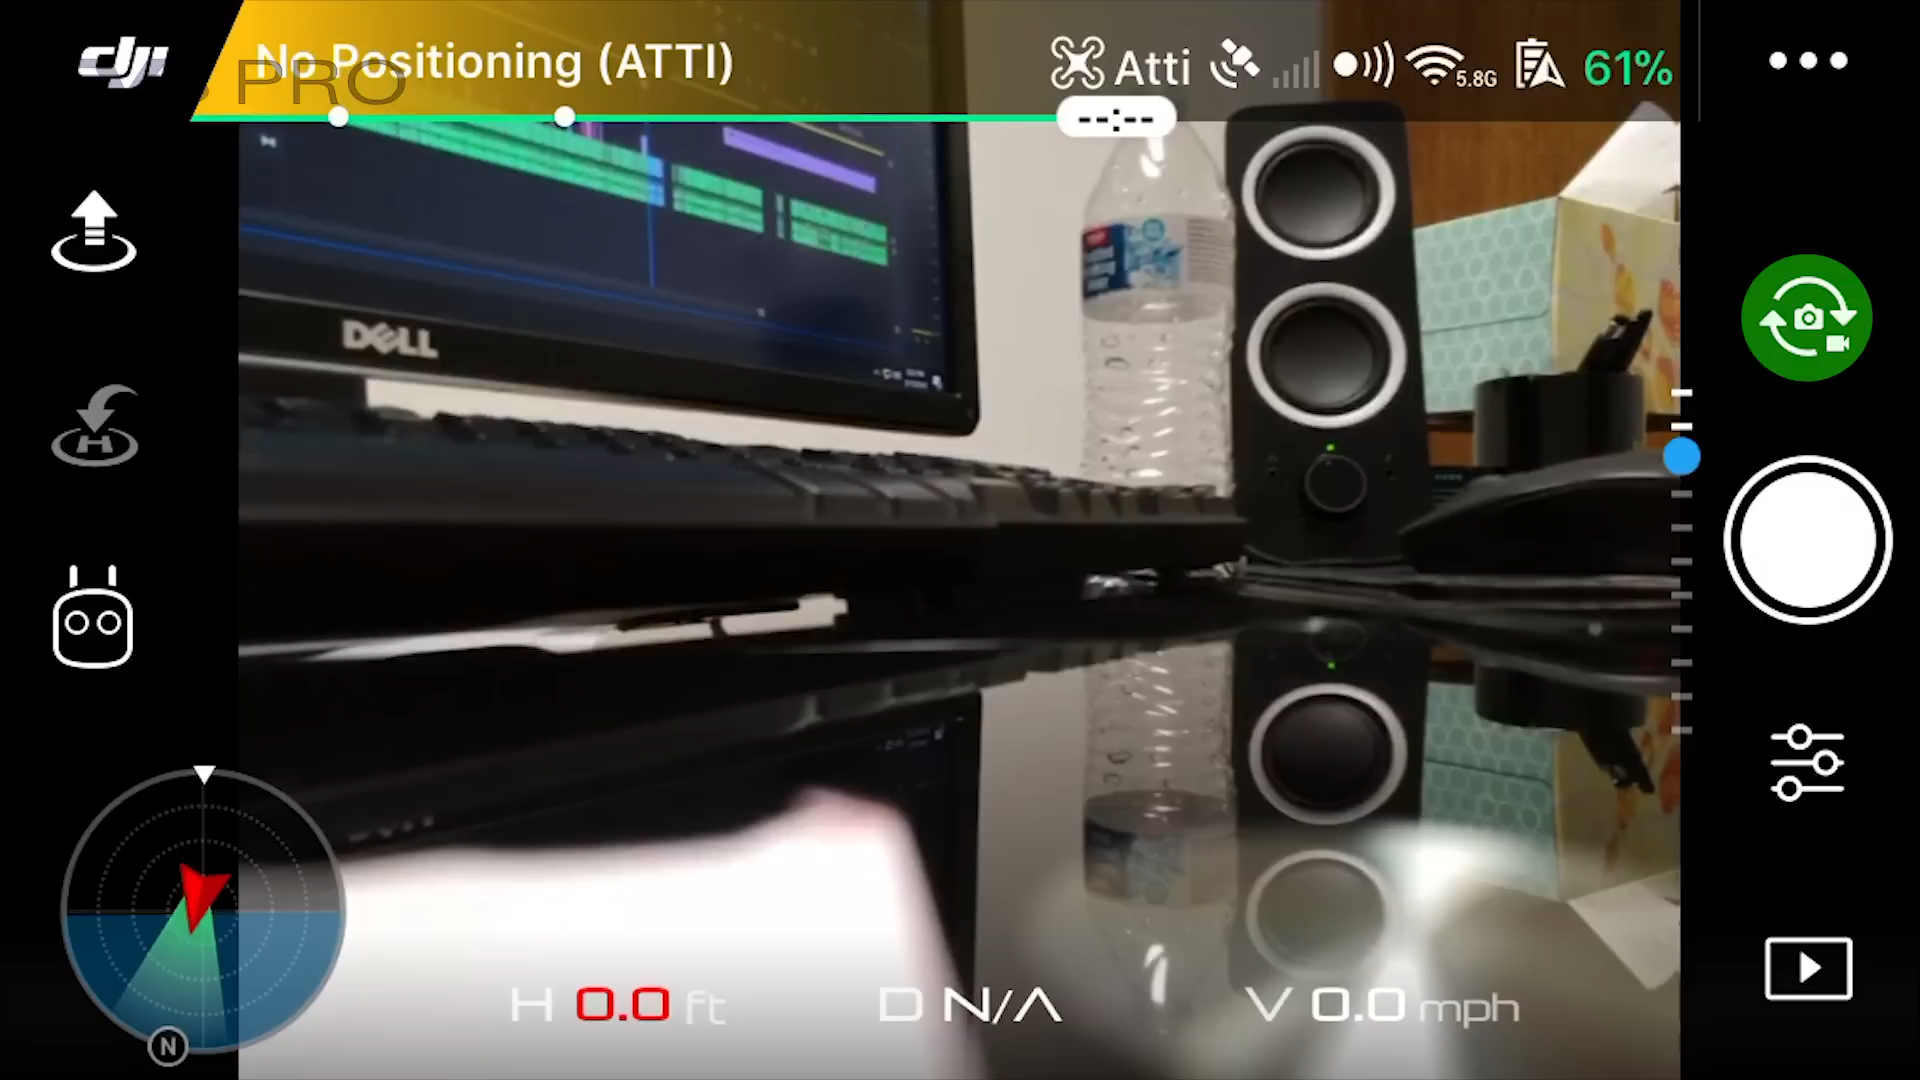 dji
No Positioning (ATTI)
PRO
Atti
5.8G
61%
--:--
DELL
N
H 0.0 ft
D N/A
V 0.0 mph